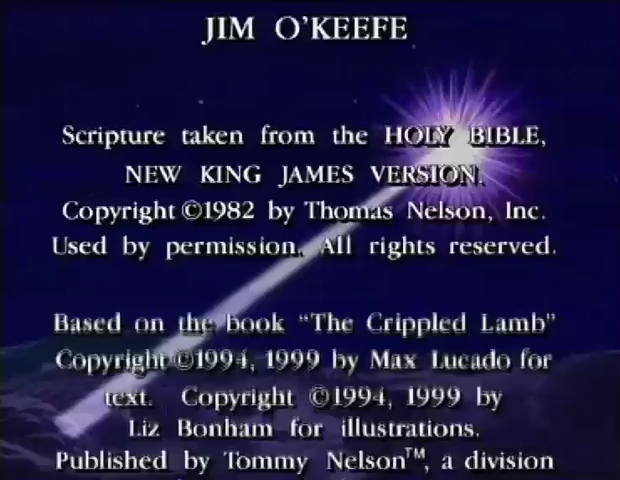 JIM O'KEEFE
Scripture taken from the HOLY BIBLE,
NEW KING JAMES VERSION.
Copyright ©1982 by Thomas Nelson, Inc.
Used by permission. All rights reserved.
Based on the book “The Crippled Lamb”
Copyright ©1994, 1999 by Max Lucado for
text. Copyright ©1994, 1999 by
Liz Bonham for illustrations.
Published by Tommy Nelson™, a division